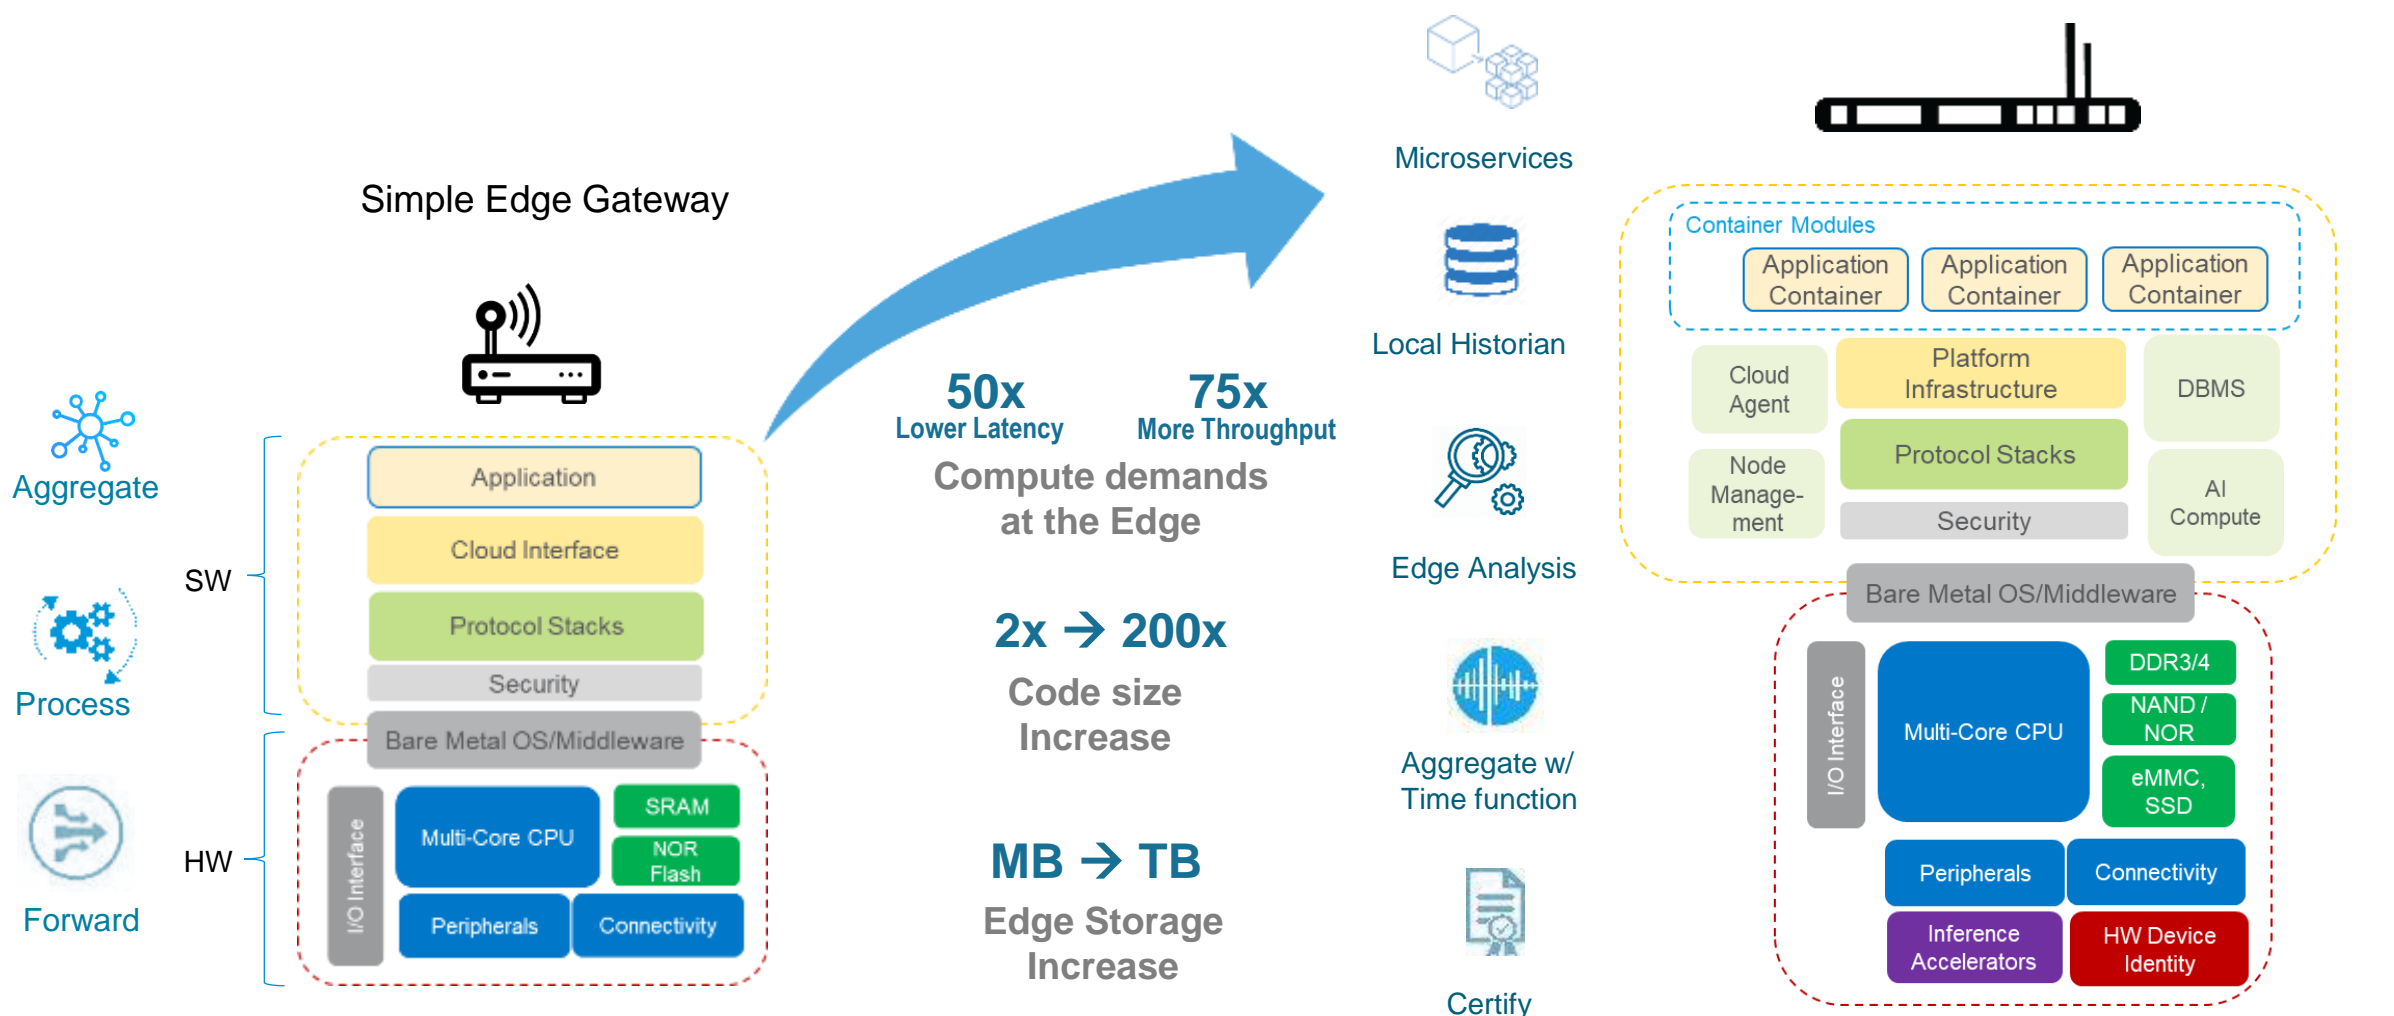 Simple Edge Gateway
Aggregate
Process
Forward
SW
HW
Application
Cloud Interface
Protocol Stacks
Security
Bare Metal OS/Middleware
I/O Interface
Multi-Core CPU
SRAM
NOR
Flash
Peripherals
Connectivity
50x
Lower Latency
75x
More Throughput
Compute demands
at the Edge
2x → 200x
Code size
Increase
MB → TB
Edge Storage
Increase
Microservices
Local Historian
Edge Analysis
Aggregate w/
Time function
Certify
Container Modules
Application
Container
Application
Container
Application
Container
Cloud
Agent
Platform
Infrastructure
DBMS
Node
Manage-
ment
Protocol Stacks
Security
AI
Compute
Bare Metal OS/Middleware
I/O Interface
Multi-Core CPU
DDR3/4
NAND /
NOR
eMMC,
SSD
Peripherals
Connectivity
Inference
Accelerators
HW Device
Identity